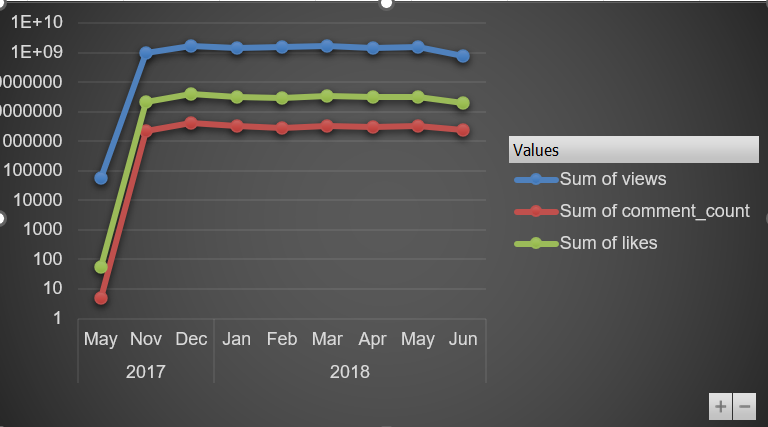 1E+10
1E+09
0000000
0000000
000000
100000
10000
1000
100
10
1
May Nov Dec Jan Feb Mar Apr May Jun
2017 2018
Values
Sum of views
Sum of comment_count
Sum of likes
+ −